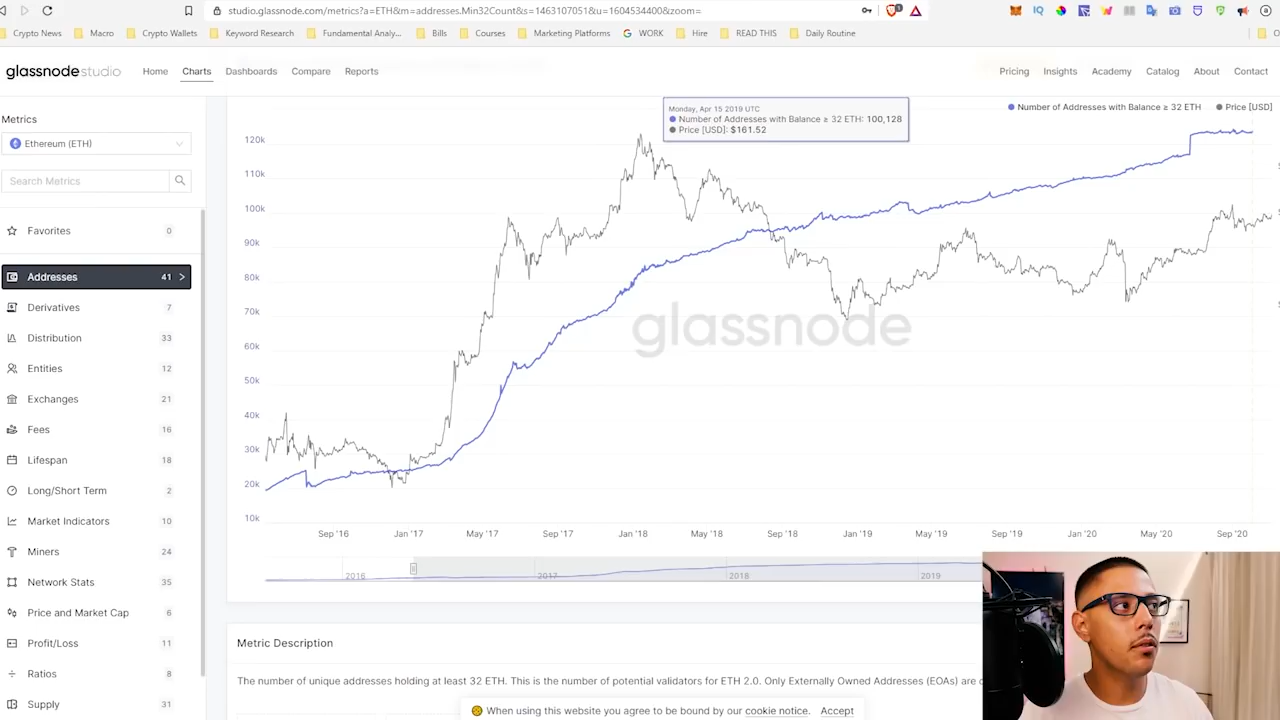 studio.glassnode.com/metrics?a=ETH&m=addresses.Min32Count&s=1463107051&u=1604534400&zoom=
Crypto News Macro Crypto Wallets Keyword Research Fundamental Analy... Bills Courses Marketing Platforms WORK Hire READ THIS Daily Routine
glassnode studio Home Charts Dashboards Compare Reports Pricing Insights Academy Catalog About Contact
Metrics
Ethereum (ETH)
Search Metrics
Favorites 0
Addresses 41
Derivatives 7
Distribution 33
Entities 12
Exchanges 21
Fees 16
Lifespan 18
Long/Short Term 2
Market Indicators 10
Miners 24
Network Stats 35
Price and Market Cap 6
Profit/Loss 11
Ratios 8
Supply 31
Monday, Apr 15 2019 UTC
Number of Addresses with Balance ≥ 32 ETH: 100,128
Price [USD]: $161.52
Number of Addresses with Balance ≥ 32 ETH Price [USD]
120k
110k
100k
90k
80k
70k
60k
50k
40k
30k
20k
10k
glassnode
Sep '16 Jan '17 May '17 Sep '17 Jan '18 May '18 Sep '18 Jan '19 May '19 Sep '19 Jan '20 May '20 Sep '20
2016 2017 2018 2019
Metric Description
The number of unique addresses holding at least 32 ETH. This is the number of potential validators for ETH 2.0. Only Externally Owned Addresses (EOAs) are
When using this website you agree to be bound by our cookie notice. Accept